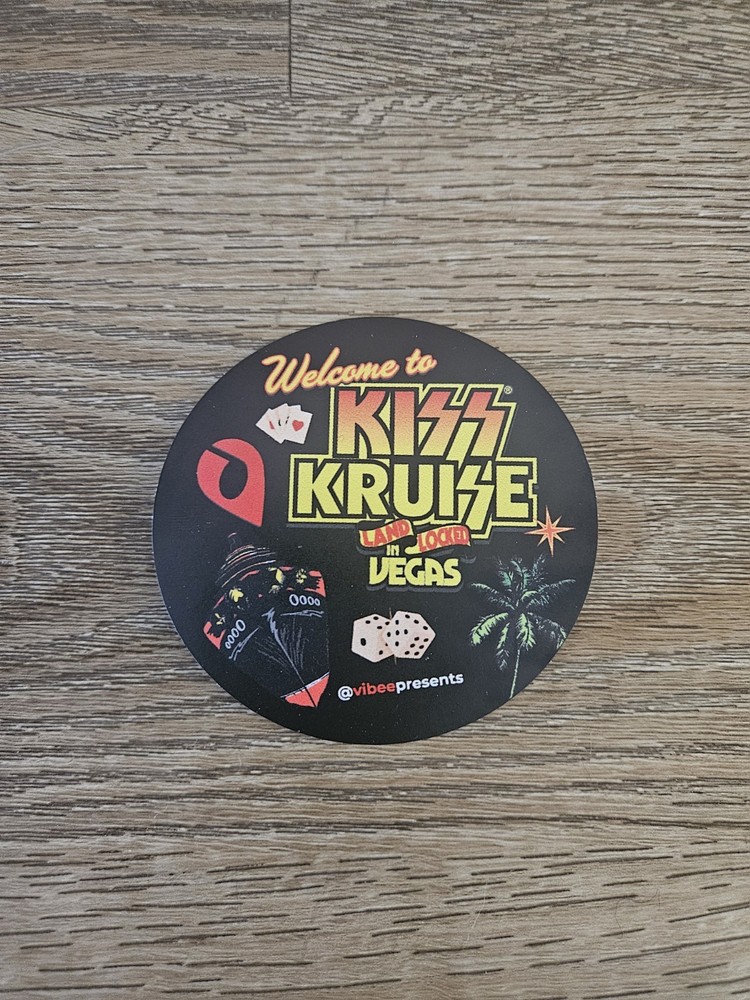 Welcome to
KISS®
KRUISE
LAND LOCKED
IN
VEGAS
@vibeepresents